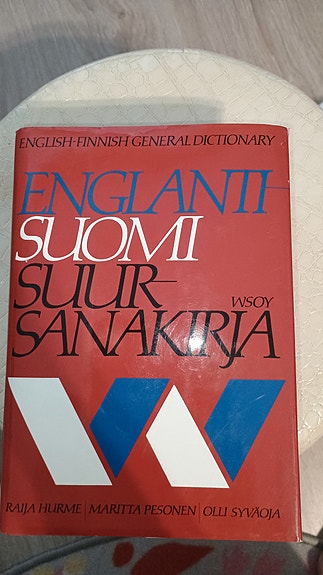 ENGLISH-FINNISH GENERAL DICTIONARY
ENGLANTI-
SUOMI
SUUR-
WSOY
SANAKIRJA
RAIJA HURME | MARITTA PESONEN | OLLI SYVÄOJA